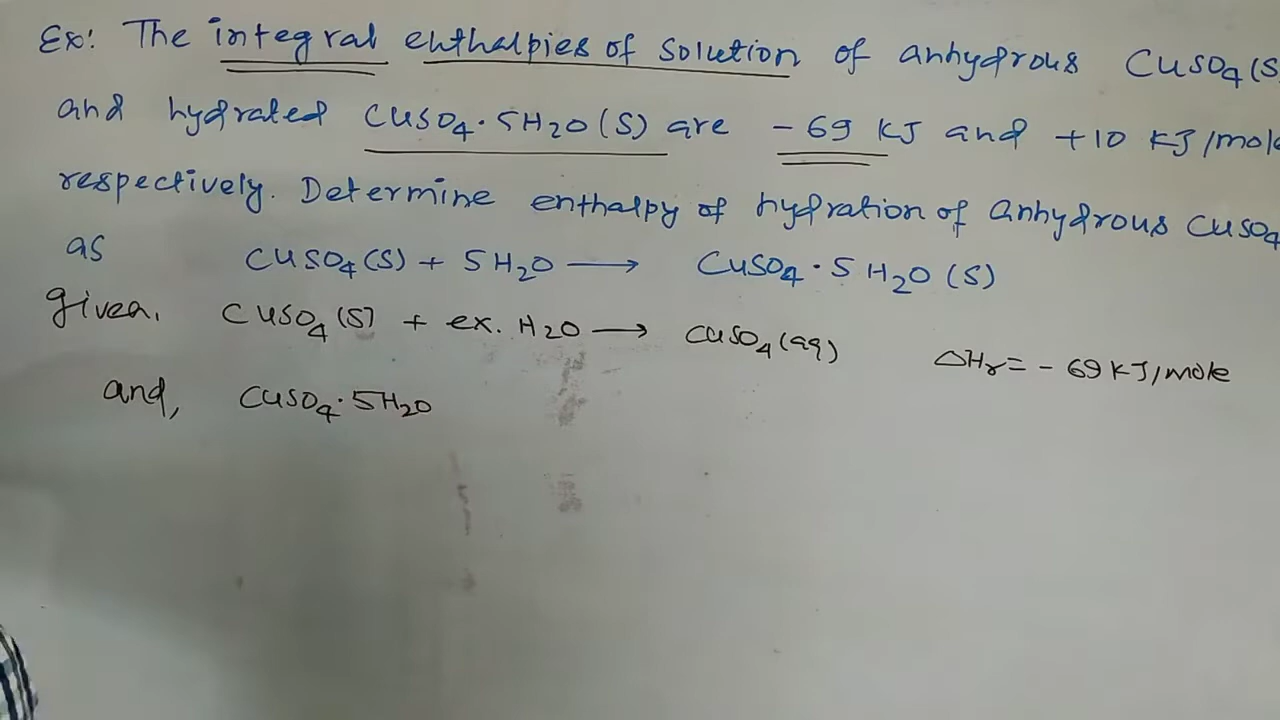 Ex: The integral enthalpies of solution of anhydrous CuSO4(S
and hydrated CuSO4·5H2O(S) are -69 KJ and +10 KJ/mole
respectively. Determine enthalpy of hydration of anhydrous CuSO4
as CuSO4(S) + 5H2O → CuSO4·5H2O(S)
given, CuSO4(S) + ex. H2O → CuSO4(aq) ΔHr = -69 KJ/mole
and, CuSO4·5H2O